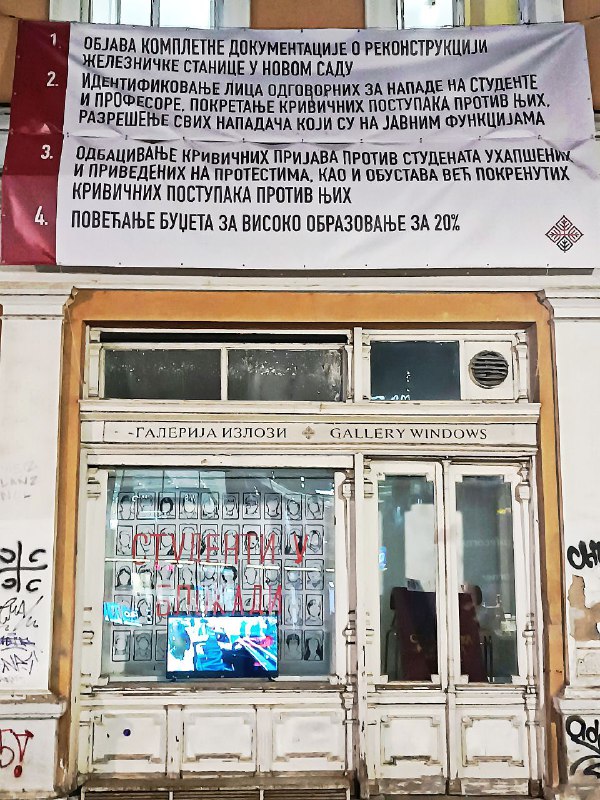 1. ОБЈАВА КОМПЛЕТНЕ ДОКУМЕНТАЦИЈЕ О РЕКОНСТРУКЦИЈИ
ЖЕЛЕЗНИЧКЕ СТАНИЦЕ У НОВОМ САДУ
2. ИДЕНТИФИКОВАЊЕ ЛИЦА ОДГОВОРНИХ ЗА НАПАДЕ НА СТУДЕНТЕ
И ПРОФЕСОРЕ, ПОКРЕТАЊЕ КРИВИЧНИХ ПОСТУПАКА ПРОТИВ ЊИХ,
РАЗРЕШЕЊЕ СВИХ НАПАДАЧА КОЈИ СУ НА ЈАВНИМ ФУНКЦИЈАМА
3. ОДБАЦИВАЊЕ КРИВИЧНИХ ПРИЈАВА ПРОТИВ СТУДЕНАТА УХАПШЕНИХ
И ПРИВЕДЕНИХ НА ПРОТЕСТИМА, КАО И ОБУСТАВА ВЕЋ ПОКРЕНУТИХ
КРИВИЧНИХ ПОСТУПАКА ПРОТИВ ЊИХ
4. ПОВЕЋАЊЕ БУЏЕТА ЗА ВИСОКО ОБРАЗОВАЊЕ ЗА 20%
ГАЛЕРИЈА ИЗЛОЗИ GALLERY WINDOWS
СТУДЕНТИ У
БЛОКАДИ